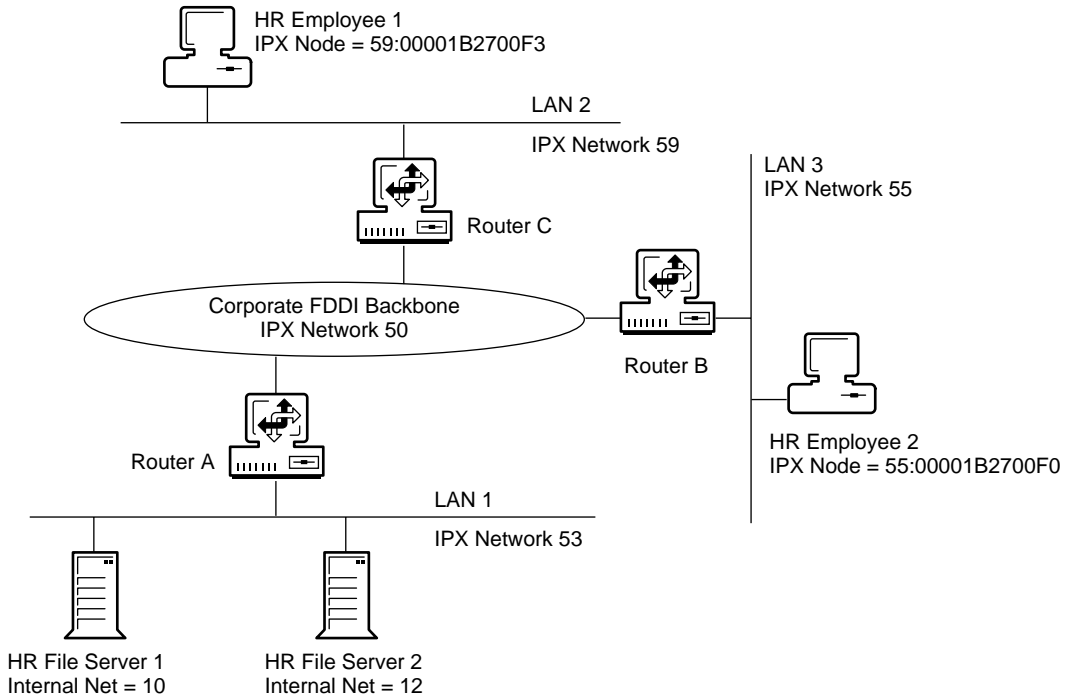 HR Employee 1
IPX Node = 59:00001B2700F3
LAN 2
IPX Network 59
LAN 3
IPX Network 55
Router C
Corporate FDDI Backbone
IPX Network 50
Router B
Router A
HR Employee 2
IPX Node = 55:00001B2700F0
LAN 1
IPX Network 53
HR File Server 1
Internal Net = 10
HR File Server 2
Internal Net = 12